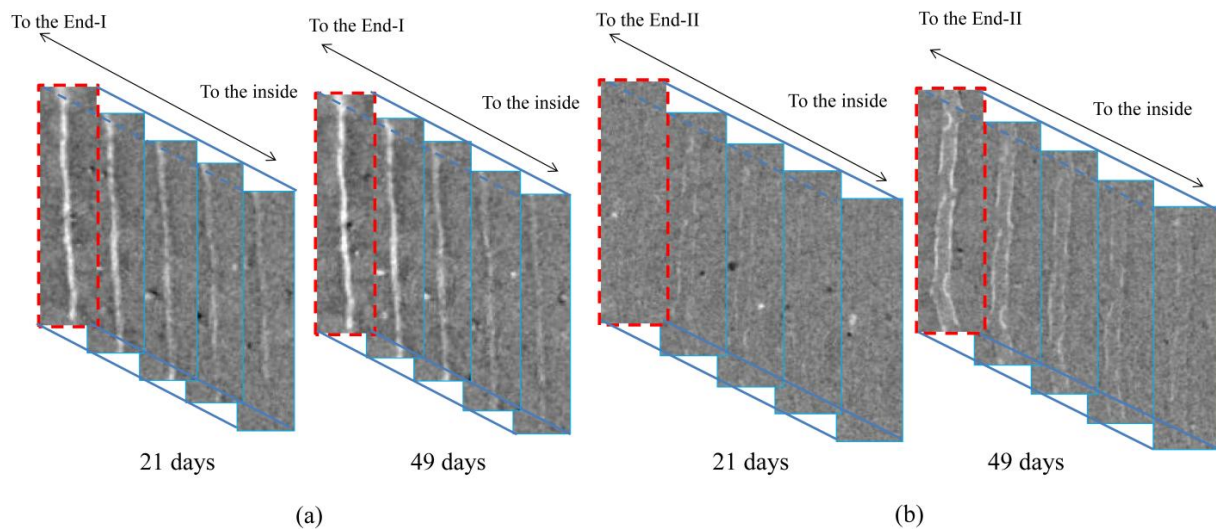 To the End-I
To the inside
21 days
To the End-I
To the inside
49 days
(a)
To the End-II
To the inside
21 days
To the End-II
To the inside
49 days
(b)